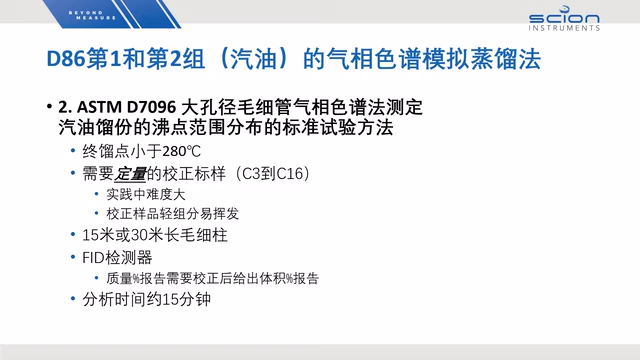 BEYOND
MEASURE
SCION
INSTRUMENTS
D86第1和第2组（汽油）的气相色谱模拟蒸馏法
• 2. ASTM D7096 大孔径毛细管气相色谱法测定
汽油馏份的沸点范围分布的标准试验方法
• 终馏点小于280℃
• 需要定量的校正标样（C3到C16）
• 实践中难度大
• 校正样品轻组分易挥发
• 15米或30米长毛细柱
• FID检测器
• 质量%报告需要校正后给出体积%报告
• 分析时间约15分钟